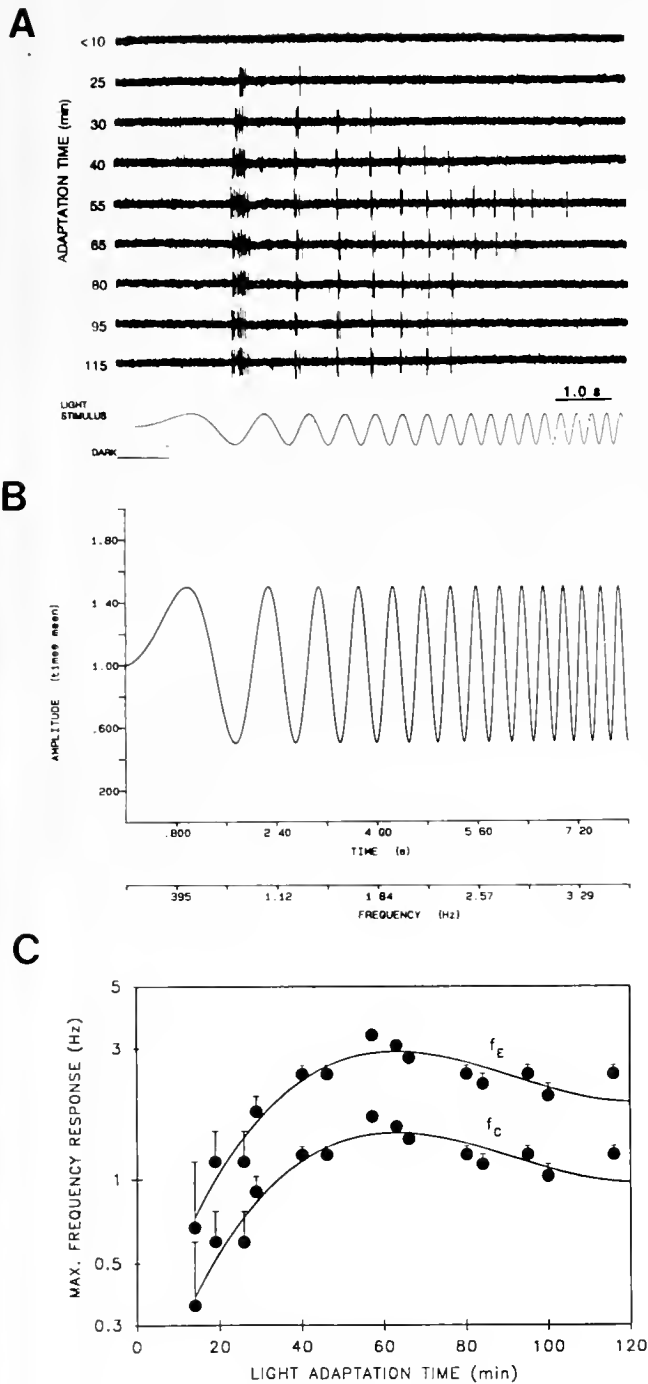 A
ADAPTATION TIME (min)
<10
25
30
40
55
65
80
95
115
1.0 s
LIGHT
STIMULUS
DARK
B
AMPLITUDE (times mean)
1.80
1 40
1.00
.600
200
.800
2 40
4 00
5 60
7 20
TIME (s)
395
1.12
1 84
2.57
3 29
FREQUENCY (Hz)
C
MAX. FREQUENCY RESPONSE (Hz)
5
3
1
0.5
0.3
fE
fC
0
20
40
60
80
100
120
LIGHT ADAPTATION TIME (min)